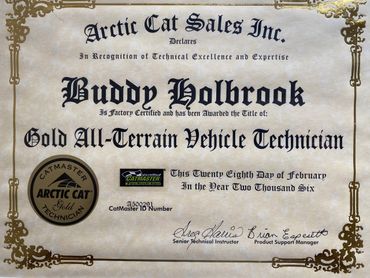 Arctic Cat Sales Inc.
Declares
In Recognition of Technical Excellence and Expertise
Buddy Holbrook
Is Factory Certified and has been Awarded the Title of:
Gold All-Terrain Vehicle Technician
CATMASTER
ARCTIC CAT
Gold
TECHNICIAN
CATMASTER
This Twenty Eighth Day of February
In the Year Two Thousand Six
CatMaster ID Number
Senior Technical Instructor
Brian
Product Support Manager